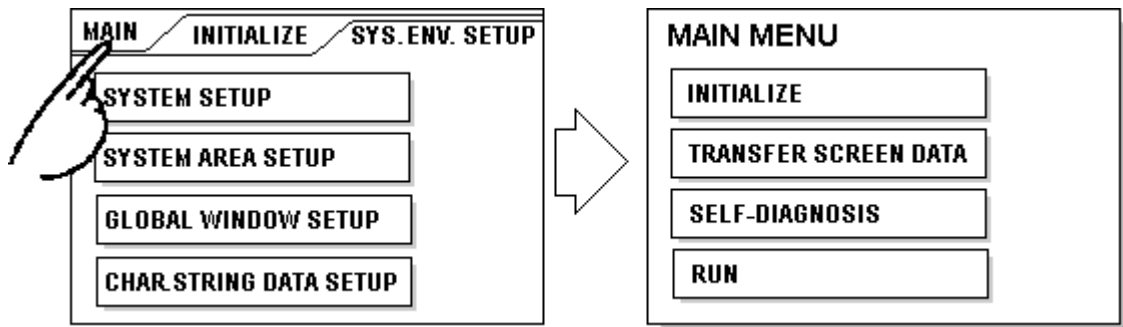 MAIN INITIALIZE SYS.ENV. SETUP
SYSTEM SETUP
SYSTEM AREA SETUP
GLOBAL WINDOW SETUP
CHAR.STRING DATA SETUP
MAIN MENU
INITIALIZE
TRANSFER SCREEN DATA
SELF-DIAGNOSIS
RUN